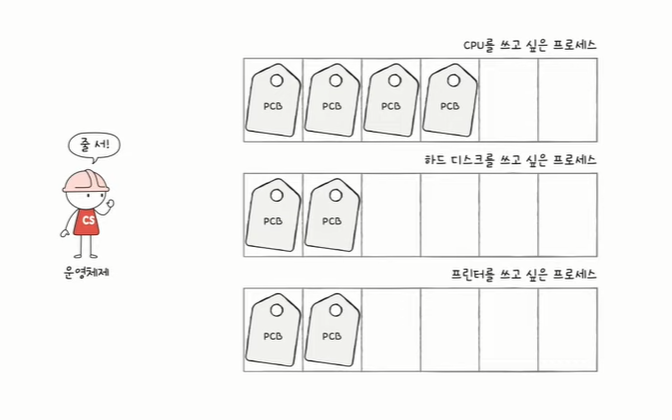 CPU를 쓰고 싶은 프로세스
PCB PCB PCB PCB
줄 서!
하드 디스크를 쓰고 싶은 프로세스
CS
PCB PCB
운영체제
프린터를 쓰고 싶은 프로세스
PCB PCB